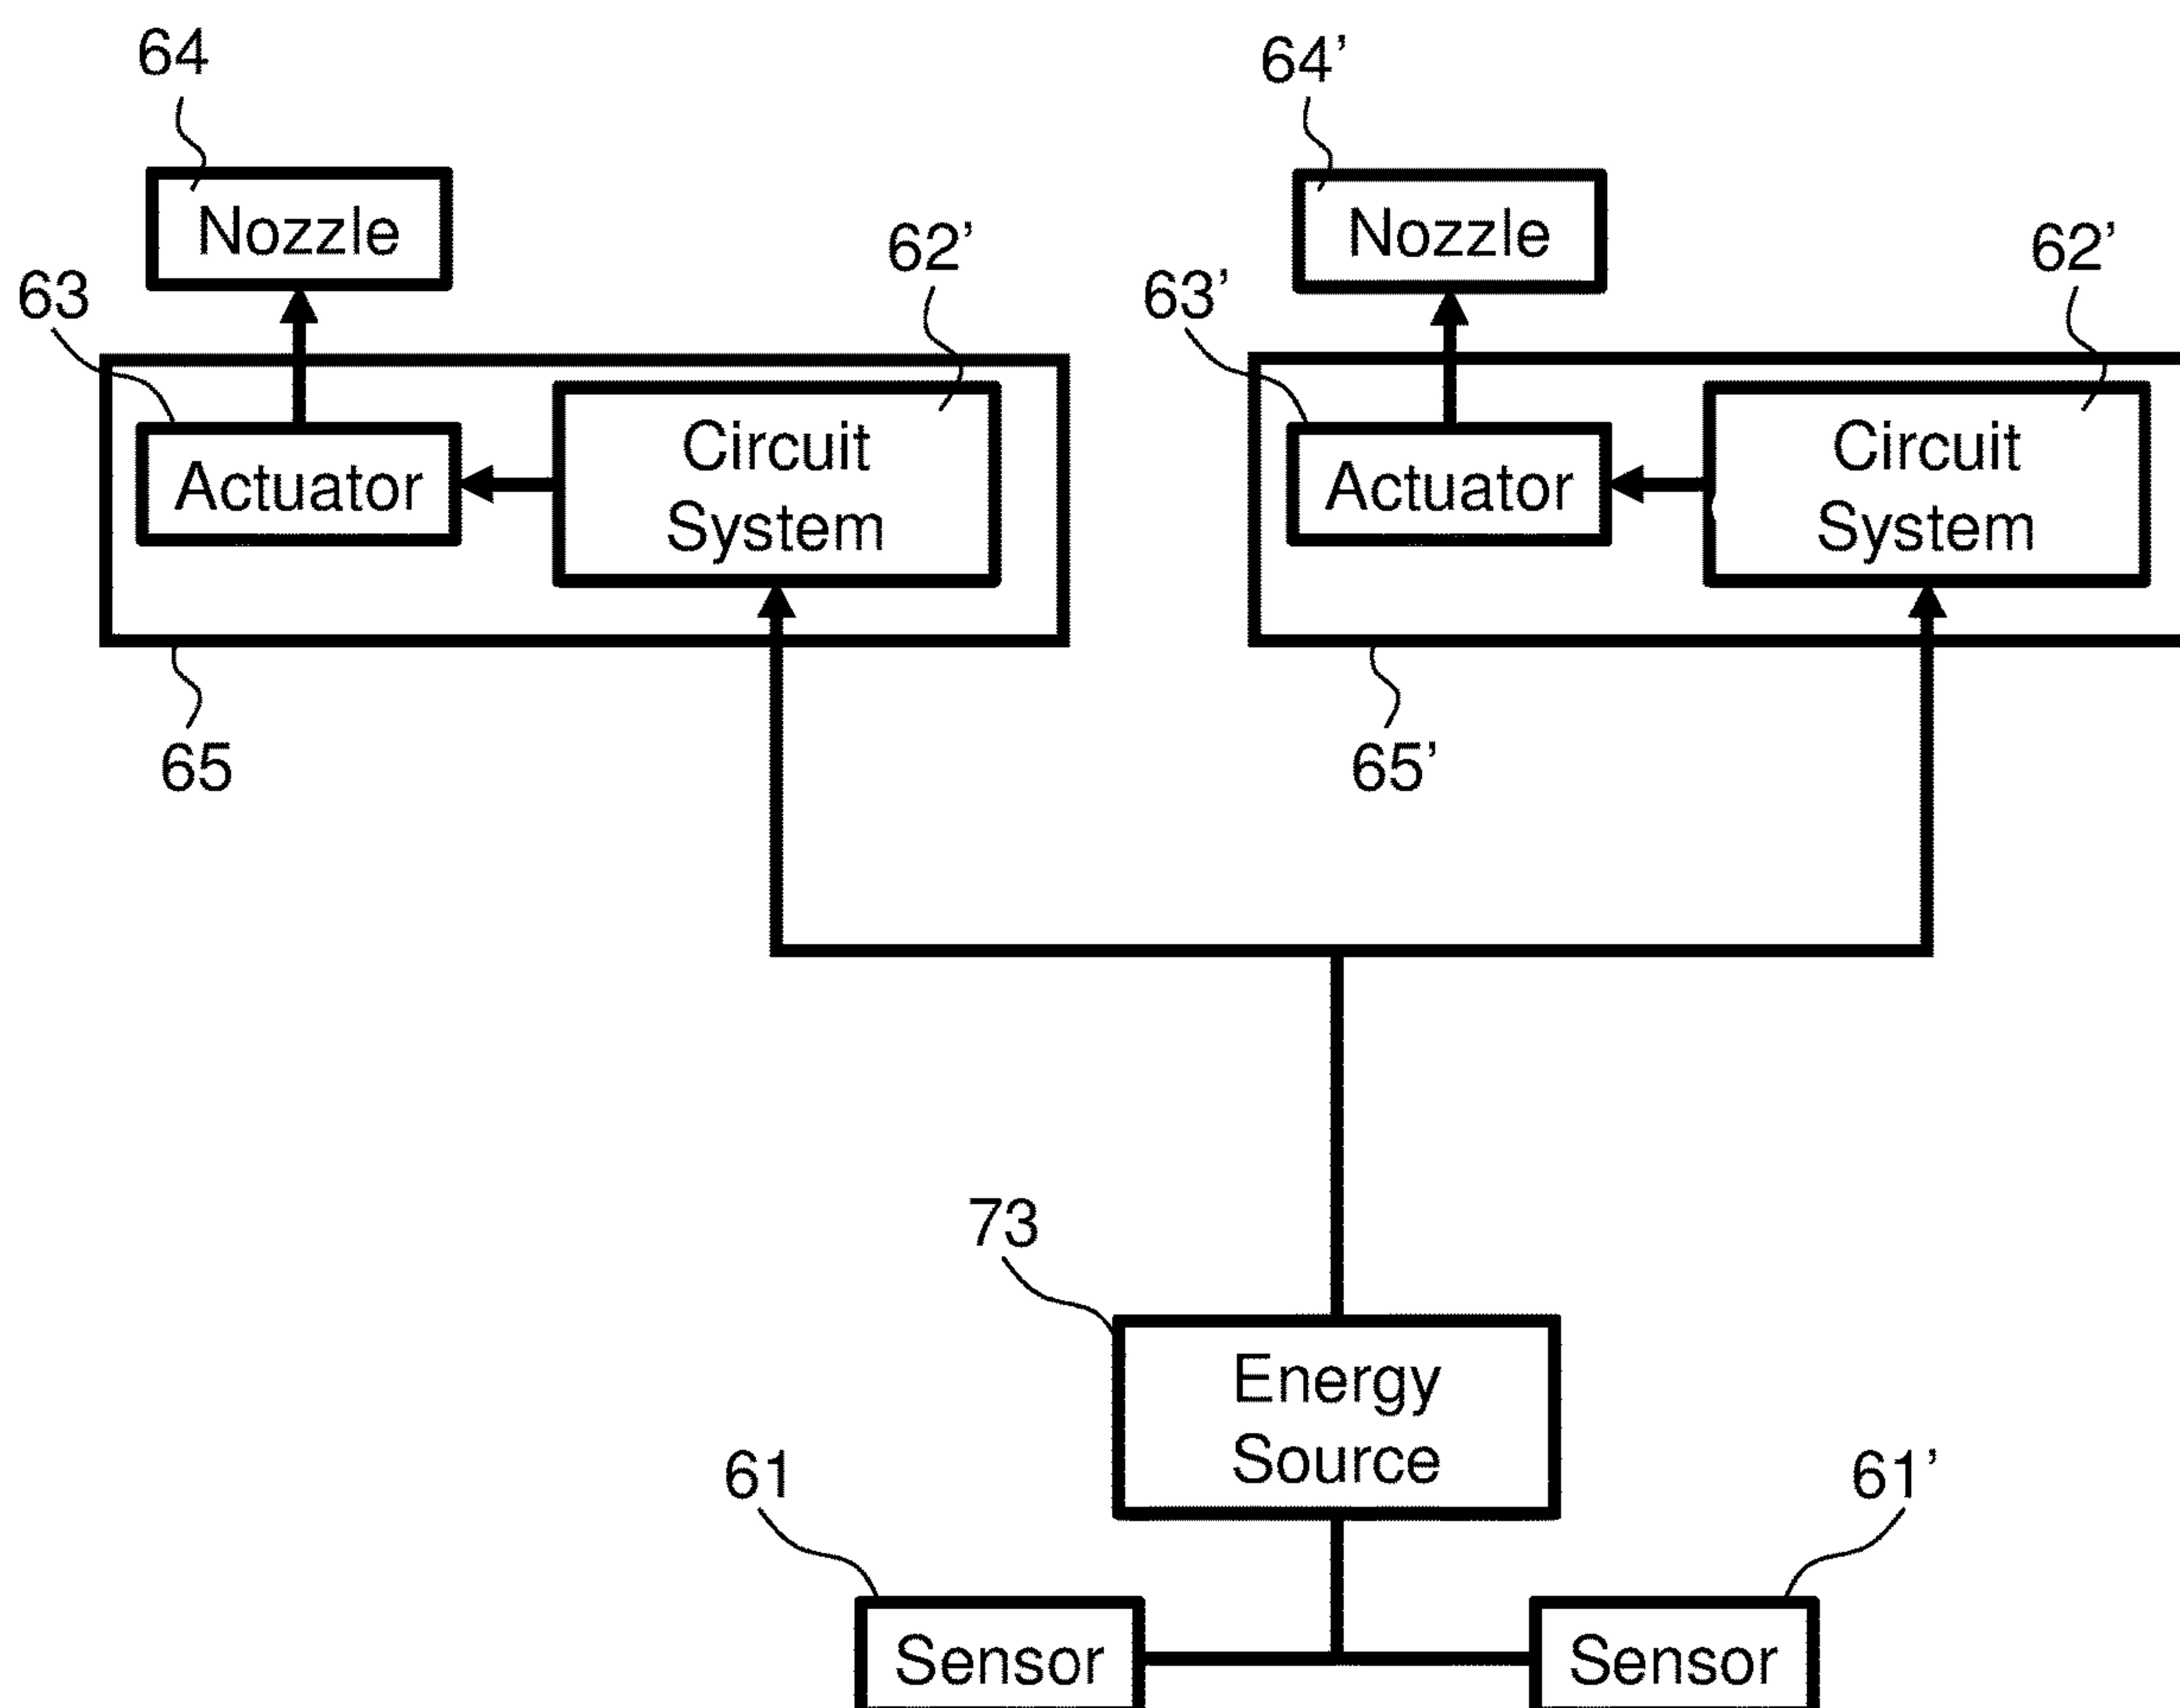 64
64’
Nozzle
Nozzle
62’
62’
63
63’
Circuit
System
Circuit
System
Actuator
Actuator
65
65’
73
Energy
Source
61
61’
Sensor
Sensor